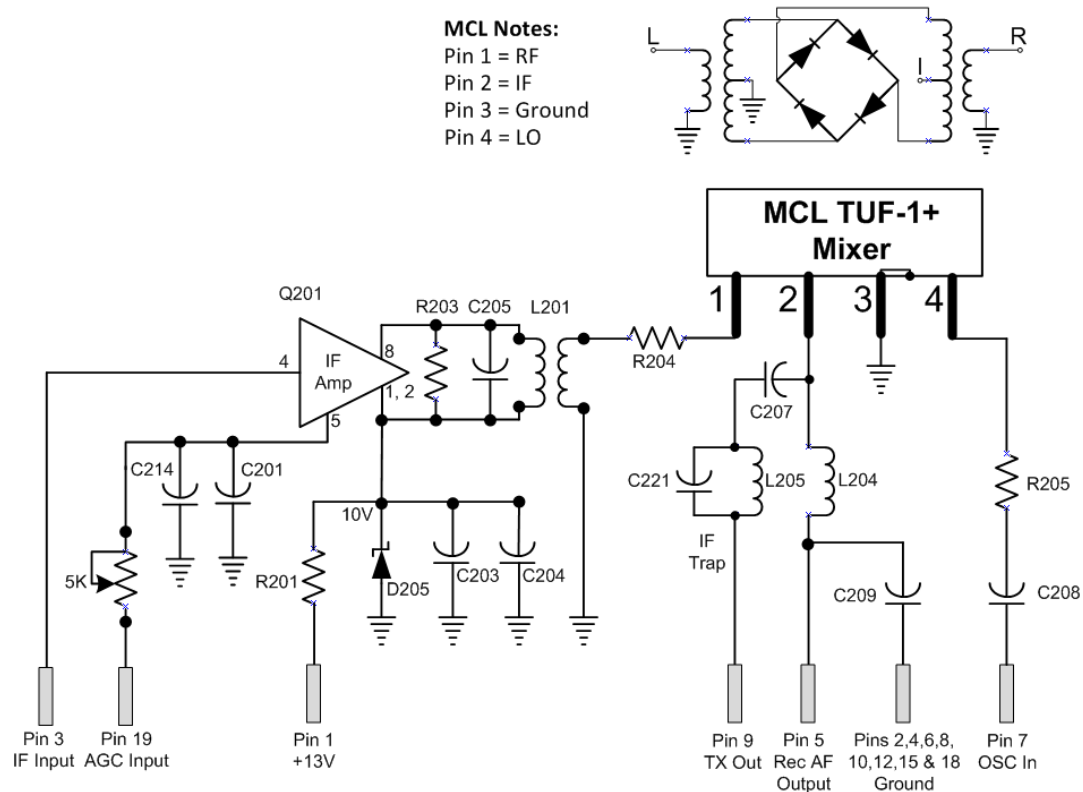 MCL Notes:
Pin 1 = RF
Pin 2 = IF
Pin 3 = Ground
Pin 4 = LO
L
I
R
MCL TUF-1+
Mixer
1
2
3
4
Q201
4
IF
Amp
8
1, 2
5
R203
C205
L201
R204
C207
C221
L205
L204
R205
IF
Trap
C214
C201
10V
5K
R201
D205
C203
C204
C209
C208
Pin 3
IF Input
Pin 19
AGC Input
Pin 1
+13V
Pin 9
TX Out
Pin 5
Rec AF
Output
Pins 2,4,6,8,
10,12,15 & 18
Ground
Pin 7
OSC In